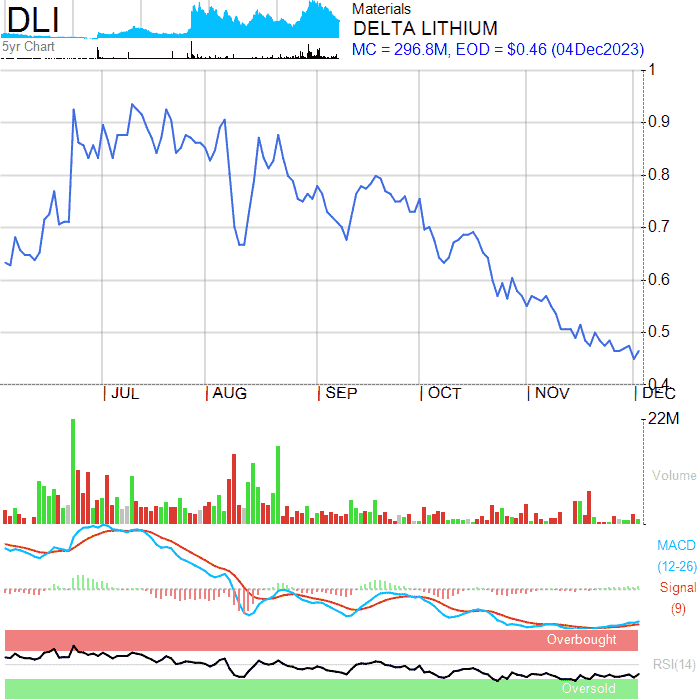 DLI
5yr Chart
Materials
DELTA LITHIUM
MC = 296.8M, EOD = $0.46 (04Dec2023)
1
0.9
0.8
0.7
0.6
0.5
0.4
JUL AUG SEP OCT NOV DEC
22M
Volume
MACD
(12-26)
Signal
(9)
Overbought
RSI(14)
Oversold